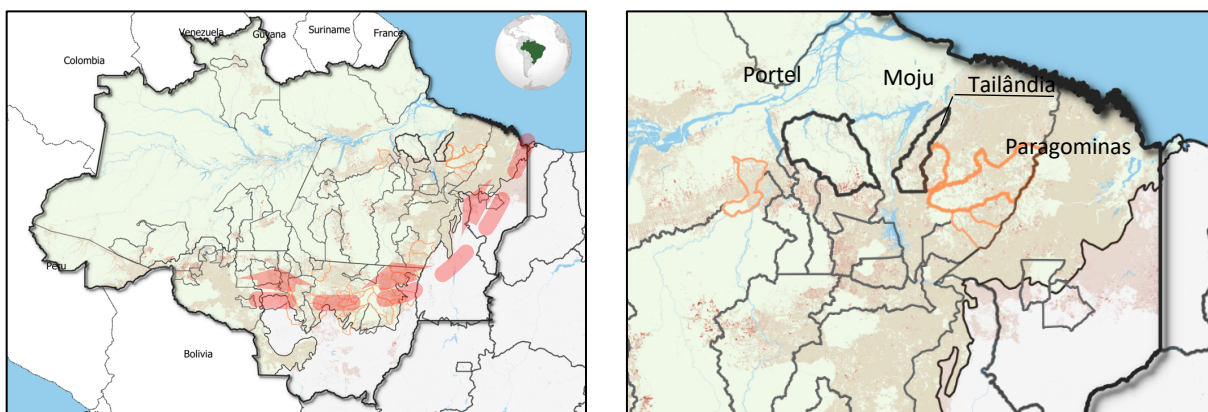 Venezuela
Guyana
Suriname
France
Colombia
Peru
Bolivia
Portel
Moju
Tailândia
Paragominas